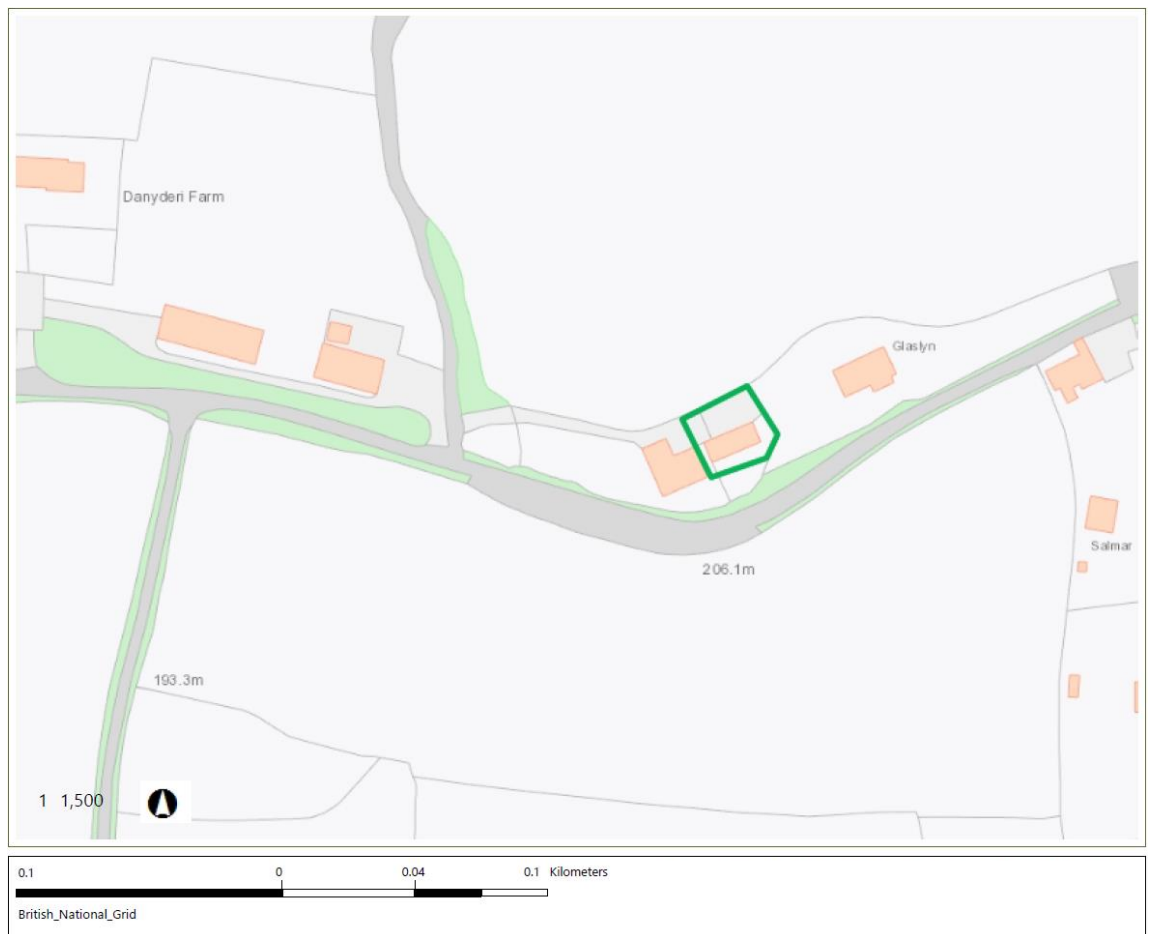 Danyderi Farm
Glaslyn
Salmar
206.1m
193.3m
1 1,500
0.1 0 0.04 0.1 Kilometers
British_National_Grid